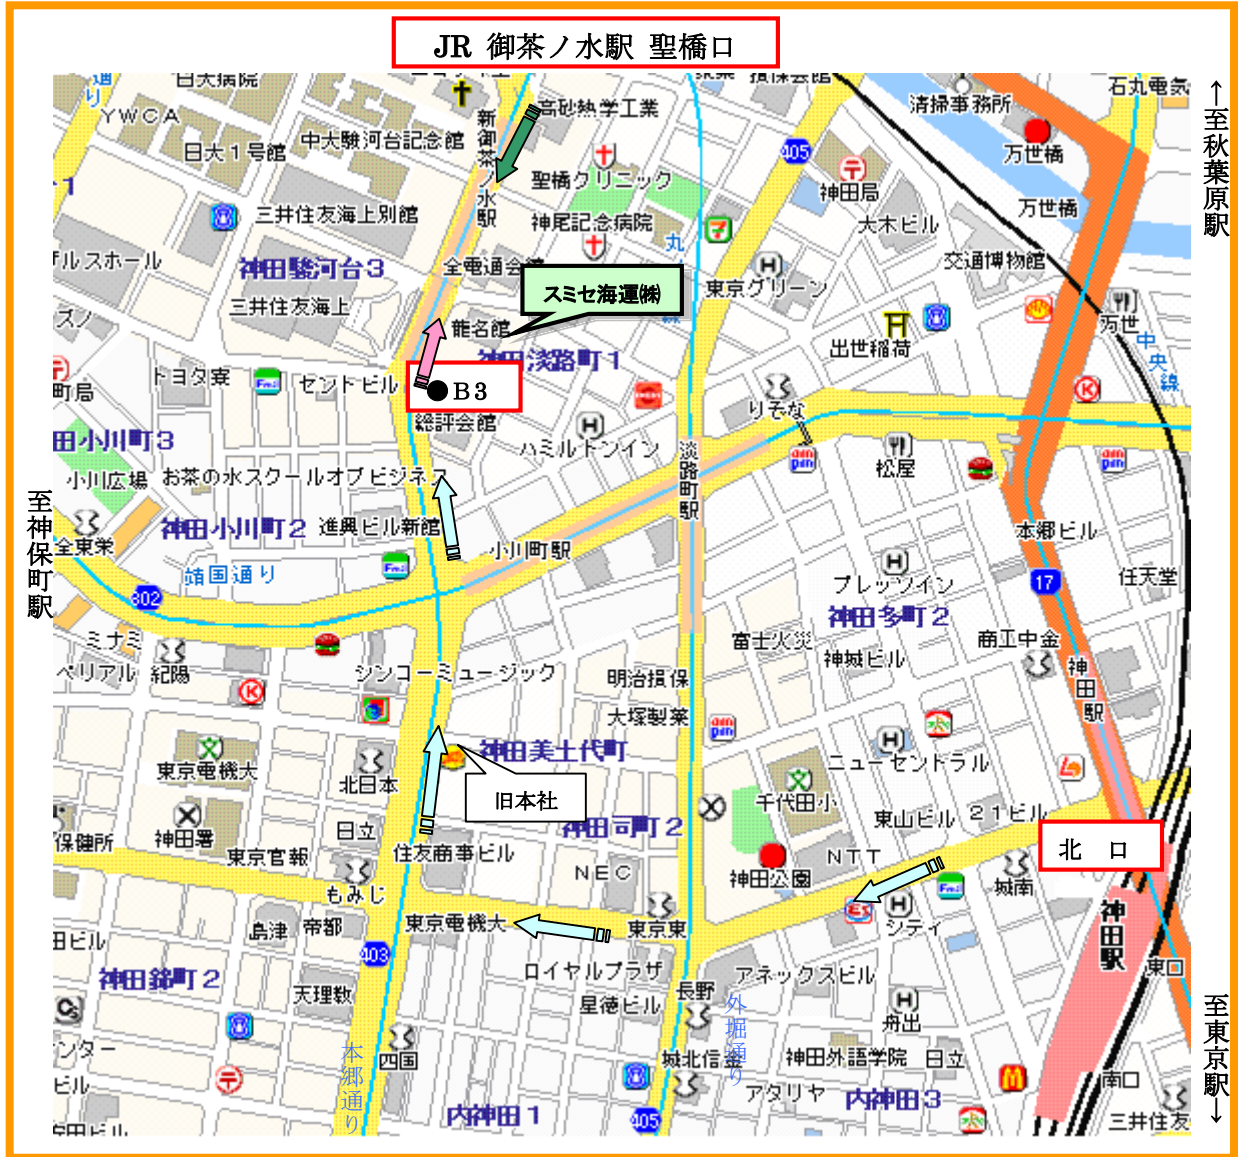 JR 御茶ノ水駅 聖橋口
日大病院
石丸電気
通り
清掃事務所
高砂熱学工業
YWCA
中大駿河台記念館
新御茶ノ水駅
日大1号館
405
万世橋
↑至秋葉原駅
聖橋クリニック
神田局
三井住友海上別館
神尾記念病院
大木ビル
万世橋
神田駿河台3
全電通会館
交通博物館
東京グリーン
スミセ海運㈱
三井住友海上
龍名館
出世稲荷
万世
中央線
神田淡路町1
トヨタ寮
セントビル
B3
町局
総評会館
りそな
田小川町3
ハミルトンイン
淡路町駅
松屋
小川広場
お茶の水スクールオブビジネス
至神保町駅
神田小川町2
進興ビル新館
本郷ビル
全東栄
小川町駅
靖国通り
プレッソイン
17
任天堂
302
神田多町2
ミナミ
富士火災
商工中金
神城ビル
ペリアル
紀陽
シンコーミュージック
明治損保
神田駅
大塚製薬
神田美土代町
東京電機大
北日本
ニューセントラル
旧本社
千代田小
神田署
日立
神田司町2
東山ビル
21ビル
保健所
東京官報
住友商事ビル
NTT
北 口
もみじ
NEC
神田公園
城南
島津
帝都
東京電機大
東京東
シティ
神田駅
田ビル
403
ロイヤルプラザ
アネックスビル
東口
神田錦町2
天理教
星徳ビル
長野
外堀通り
舟出
至東京駅↓
本郷通り
四国
城北信金
神田外語学院
日立
ンター
ビル
アタリヤ
南口
内神田1
405
内神田3
三井住友